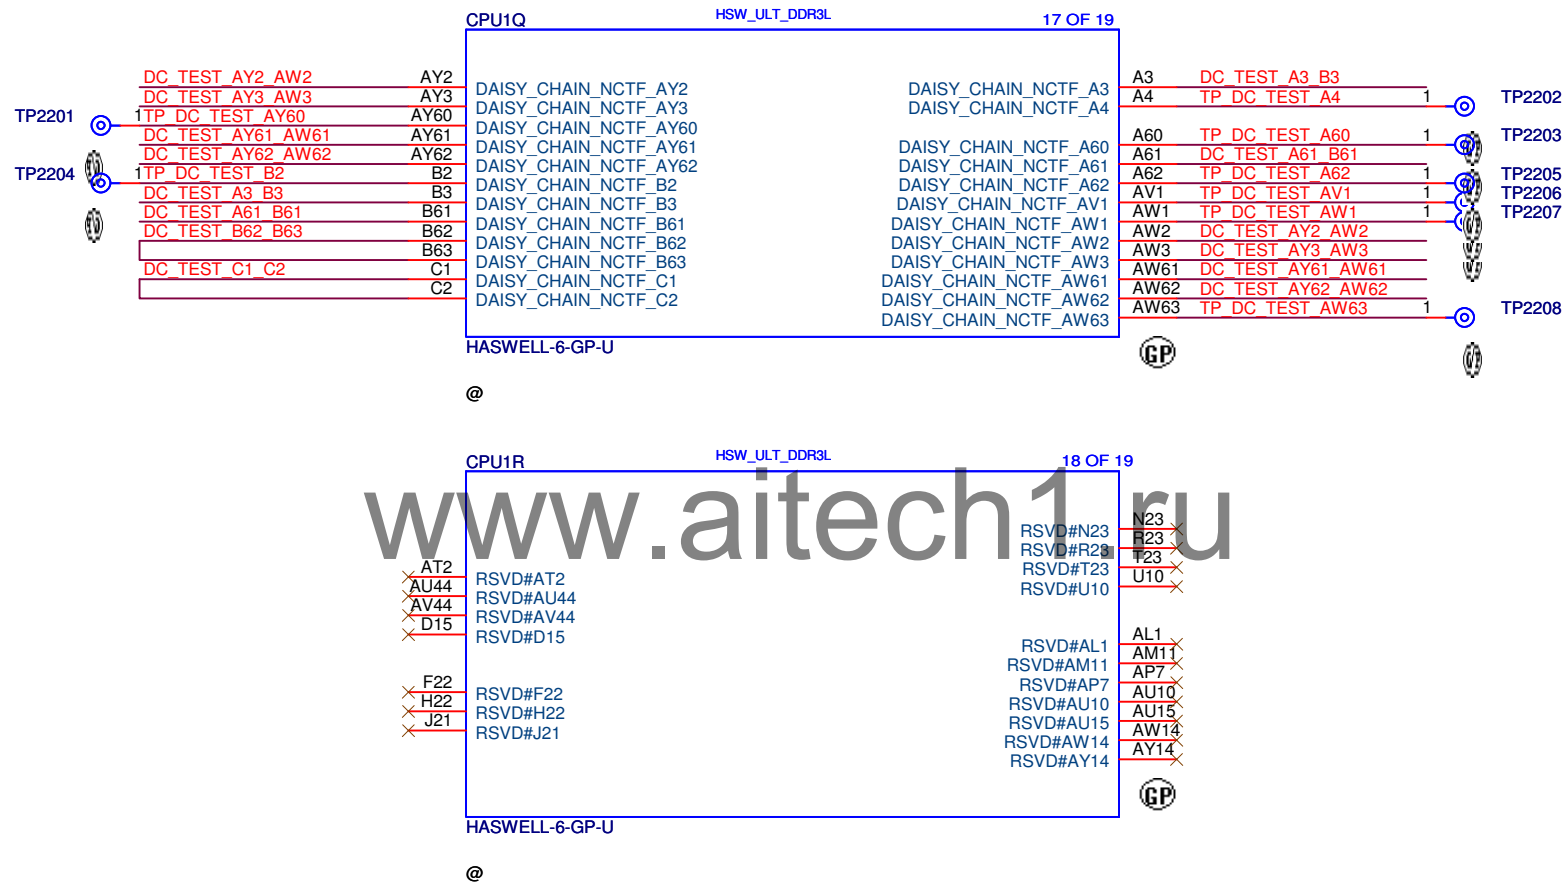 CPU1Q HSW_ULT_DDR3L 17 OF 19
DC_TEST_AY2_AW2 AY2 DAISY_CHAIN_NCTF_AY2
DC_TEST_AY3_AW3 AY3 DAISY_CHAIN_NCTF_AY3
TP2201 1 TP_DC_TEST_AY60 AY60 DAISY_CHAIN_NCTF_AY60
DC_TEST_AY61_AW61 AY61 DAISY_CHAIN_NCTF_AY61
DC_TEST_AY62_AW62 AY62 DAISY_CHAIN_NCTF_AY62
TP2204 1 TP_DC_TEST_B2 B2 DAISY_CHAIN_NCTF_B2
DC_TEST_A3_B3 B3 DAISY_CHAIN_NCTF_B3
DC_TEST_A61_B61 B61 DAISY_CHAIN_NCTF_B61
DC_TEST_B62_B63 B62 DAISY_CHAIN_NCTF_B62
B63 DAISY_CHAIN_NCTF_B63
DC_TEST_C1_C2 C1 DAISY_CHAIN_NCTF_C1
C2 DAISY_CHAIN_NCTF_C2
DAISY_CHAIN_NCTF_A3 A3 DC_TEST_A3_B3
DAISY_CHAIN_NCTF_A4 A4 TP_DC_TEST_A4 1 TP2202
DAISY_CHAIN_NCTF_A60 A60 TP_DC_TEST_A60 1 TP2203
DAISY_CHAIN_NCTF_A61 A61 DC_TEST_A61_B61
DAISY_CHAIN_NCTF_A62 A62 TP_DC_TEST_A62 1 TP2205
DAISY_CHAIN_NCTF_AV1 AV1 TP_DC_TEST_AV1 1 TP2206
DAISY_CHAIN_NCTF_AW1 AW1 TP_DC_TEST_AW1 1 TP2207
DAISY_CHAIN_NCTF_AW2 AW2 DC_TEST_AY2_AW2
DAISY_CHAIN_NCTF_AW3 AW3 DC_TEST_AY3_AW3
DAISY_CHAIN_NCTF_AW61 AW61 DC_TEST_AY61_AW61
DAISY_CHAIN_NCTF_AW62 AW62 DC_TEST_AY62_AW62
DAISY_CHAIN_NCTF_AW63 AW63 TP_DC_TEST_AW63 1 TP2208
HASWELL-6-GP-U
GP
@
CPU1R HSW_ULT_DDR3L 18 OF 19
www.aitech1.ru
AT2 RSVD#AT2
AU44 RSVD#AU44
AV44 RSVD#AV44
D15 RSVD#D15
F22 RSVD#F22
H22 RSVD#H22
J21 RSVD#J21
RSVD#N23 N23
RSVD#R23 R23
RSVD#T23 T23
RSVD#U10 U10
RSVD#AL1 AL1
RSVD#AM11 AM11
RSVD#AP7 AP7
RSVD#AU10 AU10
RSVD#AU15 AU15
RSVD#AW14 AW14
RSVD#AY14 AY14
GP
HASWELL-6-GP-U
@